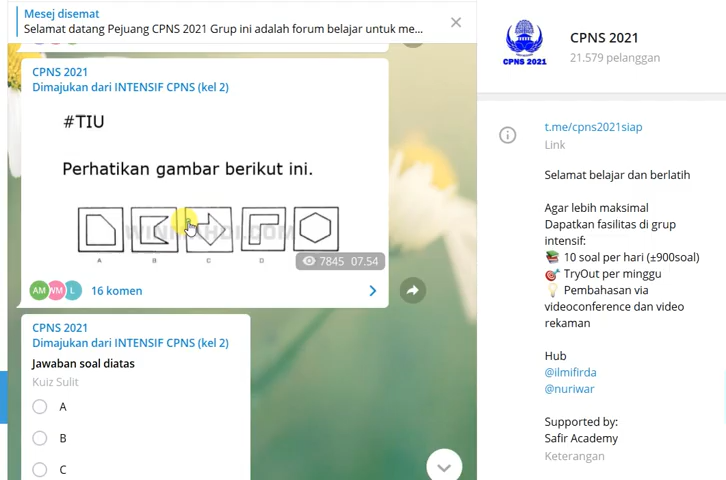 Mesej disemat
Selamat datang Pejuang CPNS 2021 Grup ini adalah forum belajar untuk me...
CPNS 2021
Dimajukan dari INTENSIF CPNS (kel 2)
#TIU
Perhatikan gambar berikut ini.
A B C D
7845 07.54
AM WM L 16 komen
CPNS 2021
Dimajukan dari INTENSIF CPNS (kel 2)
Jawaban soal diatas
Kuiz Sulit
A
B
C
CPNS 2021
CPNS 2021
21.579 pelanggan
t.me/cpns2021siap
Link
Selamat belajar dan berlatih
Agar lebih maksimal
Dapatkan fasilitas di grup
intensif:
10 soal per hari (±900soal)
TryOut per minggu
Pembahasan via
videoconference dan video
rekaman
Hub
@ilmifirda
@nuriwar
Supported by:
Safir Academy
Keterangan